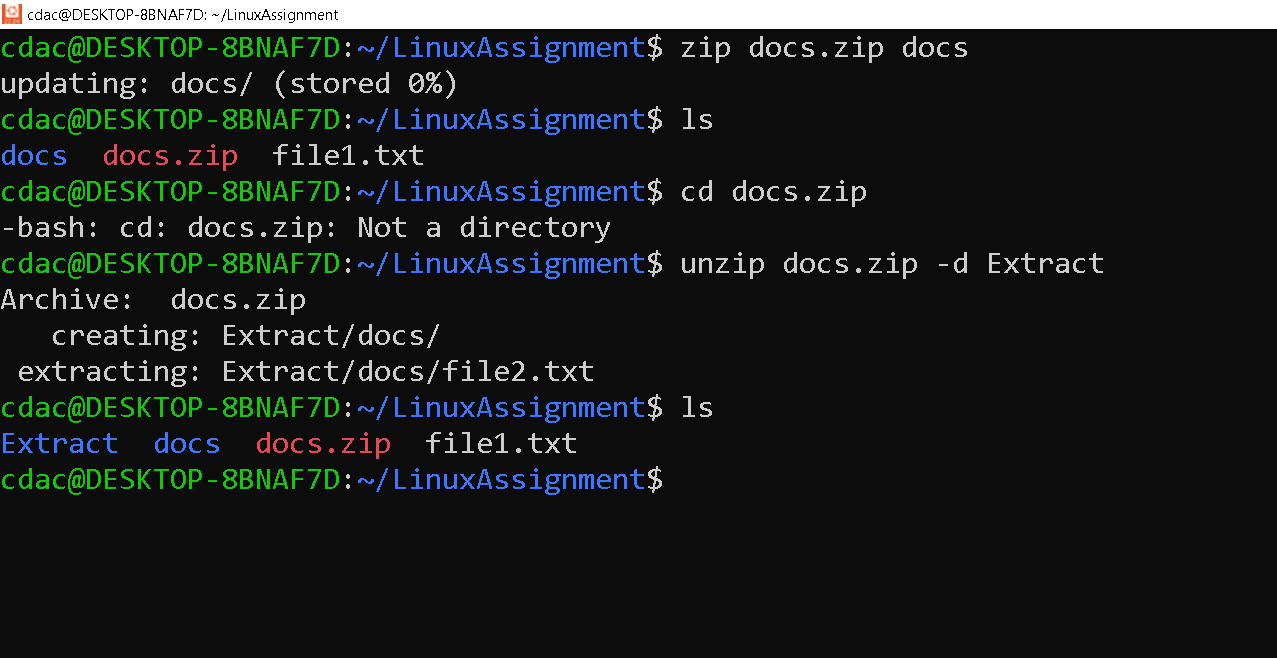 cdac@DESKTOP-8BNAF7D: ~/LinuxAssignment
cdac@DESKTOP-8BNAF7D:~/LinuxAssignment$ zip docs.zip docs
updating: docs/ (stored 0%)
cdac@DESKTOP-8BNAF7D:~/LinuxAssignment$ ls
docs  docs.zip  file1.txt
cdac@DESKTOP-8BNAF7D:~/LinuxAssignment$ cd docs.zip
-bash: cd: docs.zip: Not a directory
cdac@DESKTOP-8BNAF7D:~/LinuxAssignment$ unzip docs.zip -d Extract
Archive:  docs.zip
   creating: Extract/docs/
 extracting: Extract/docs/file2.txt
cdac@DESKTOP-8BNAF7D:~/LinuxAssignment$ ls
Extract  docs  docs.zip  file1.txt
cdac@DESKTOP-8BNAF7D:~/LinuxAssignment$